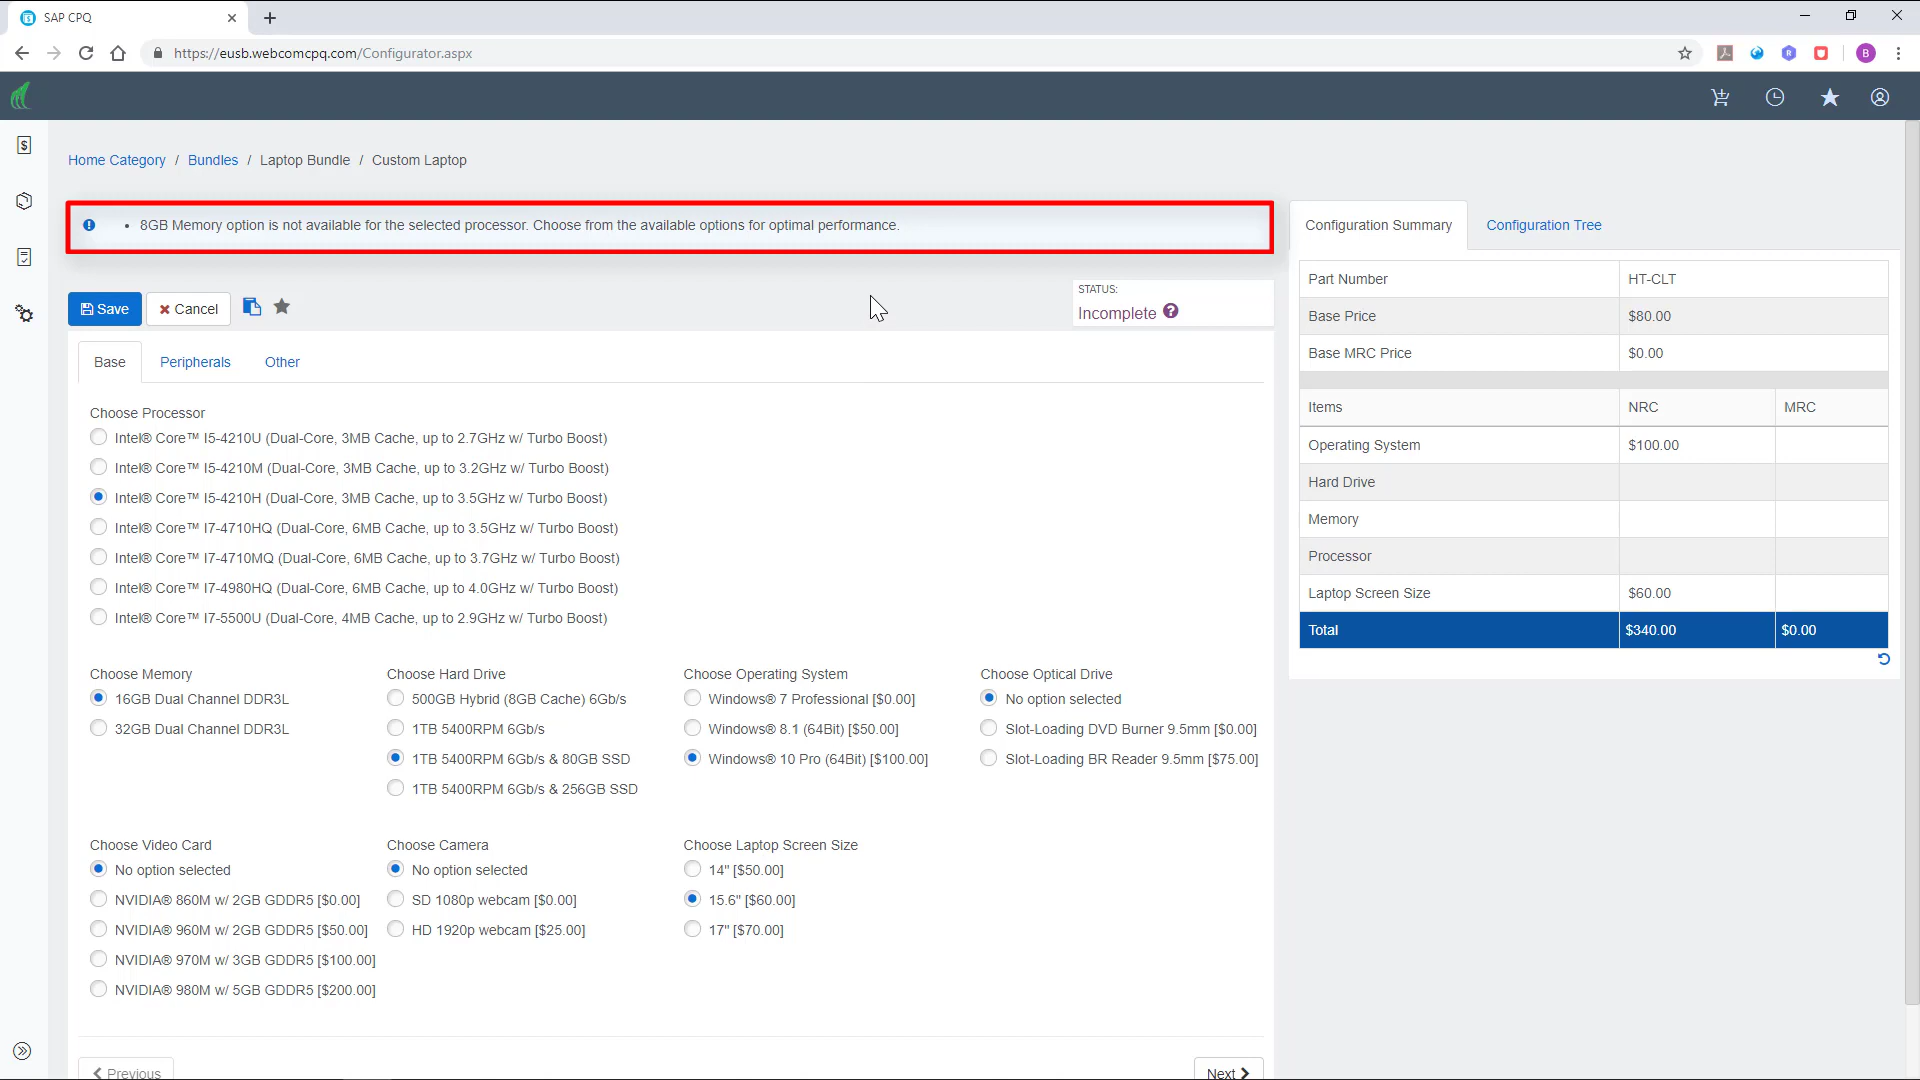 SAP CPQ
https://eusb.webcomcpq.com/Configurator.aspx
B
Home Category / Bundles / Laptop Bundle / Custom Laptop
• 8GB Memory option is not available for the selected processor. Choose from the available options for optimal performance.
Save
Cancel
STATUS:
Incomplete ?
Base
Peripherals
Other
Choose Processor
Intel® Core™ I5-4210U (Dual-Core, 3MB Cache, up to 2.7GHz w/ Turbo Boost)
Intel® Core™ I5-4210M (Dual-Core, 3MB Cache, up to 3.2GHz w/ Turbo Boost)
Intel® Core™ I5-4210H (Dual-Core, 3MB Cache, up to 3.5GHz w/ Turbo Boost)
Intel® Core™ I7-4710HQ (Dual-Core, 6MB Cache, up to 3.5GHz w/ Turbo Boost)
Intel® Core™ I7-4710MQ (Dual-Core, 6MB Cache, up to 3.7GHz w/ Turbo Boost)
Intel® Core™ I7-4980HQ (Dual-Core, 6MB Cache, up to 4.0GHz w/ Turbo Boost)
Intel® Core™ I7-5500U (Dual-Core, 4MB Cache, up to 2.9GHz w/ Turbo Boost)
Choose Memory
16GB Dual Channel DDR3L
32GB Dual Channel DDR3L
Choose Hard Drive
500GB Hybrid (8GB Cache) 6Gb/s
1TB 5400RPM 6Gb/s
1TB 5400RPM 6Gb/s & 80GB SSD
1TB 5400RPM 6Gb/s & 256GB SSD
Choose Operating System
Windows® 7 Professional [$0.00]
Windows® 8.1 (64Bit) [$50.00]
Windows® 10 Pro (64Bit) [$100.00]
Choose Optical Drive
No option selected
Slot-Loading DVD Burner 9.5mm [$0.00]
Slot-Loading BR Reader 9.5mm [$75.00]
Choose Video Card
No option selected
NVIDIA® 860M w/ 2GB GDDR5 [$0.00]
NVIDIA® 960M w/ 2GB GDDR5 [$50.00]
NVIDIA® 970M w/ 3GB GDDR5 [$100.00]
NVIDIA® 980M w/ 5GB GDDR5 [$200.00]
Choose Camera
No option selected
SD 1080p webcam [$0.00]
HD 1920p webcam [$25.00]
Choose Laptop Screen Size
14" [$50.00]
15.6" [$60.00]
17" [$70.00]
Previous
Next
Configuration Summary
Configuration Tree
Part Number HT-CLT
Base Price $80.00
Base MRC Price $0.00
Items NRC MRC
Operating System $100.00
Hard Drive
Memory
Processor
Laptop Screen Size $60.00
Total $340.00 $0.00